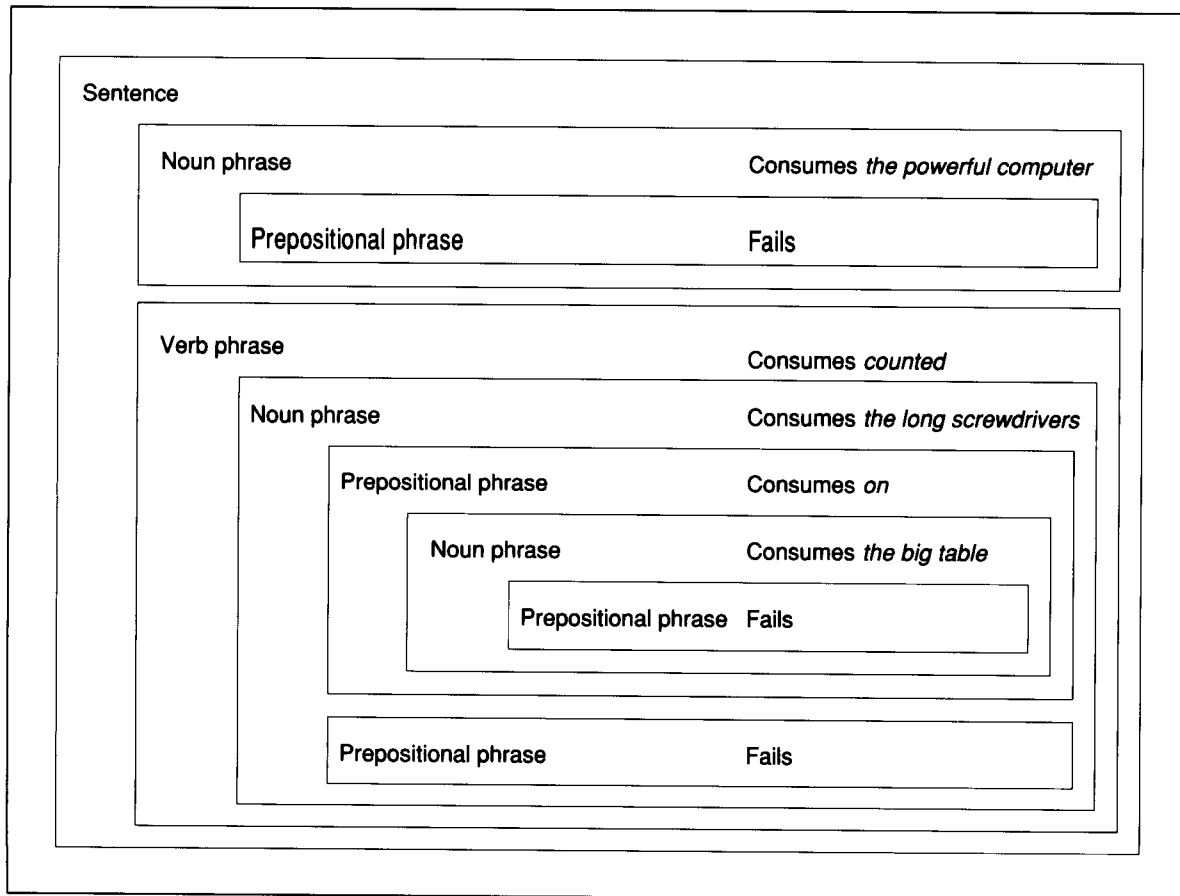 Sentence
Noun phrase Consumes the powerful computer
Prepositional phrase Fails
Verb phrase Consumes counted
Noun phrase Consumes the long screwdrivers
Prepositional phrase Consumes on
Noun phrase Consumes the big table
Prepositional phrase Fails
Prepositional phrase Fails